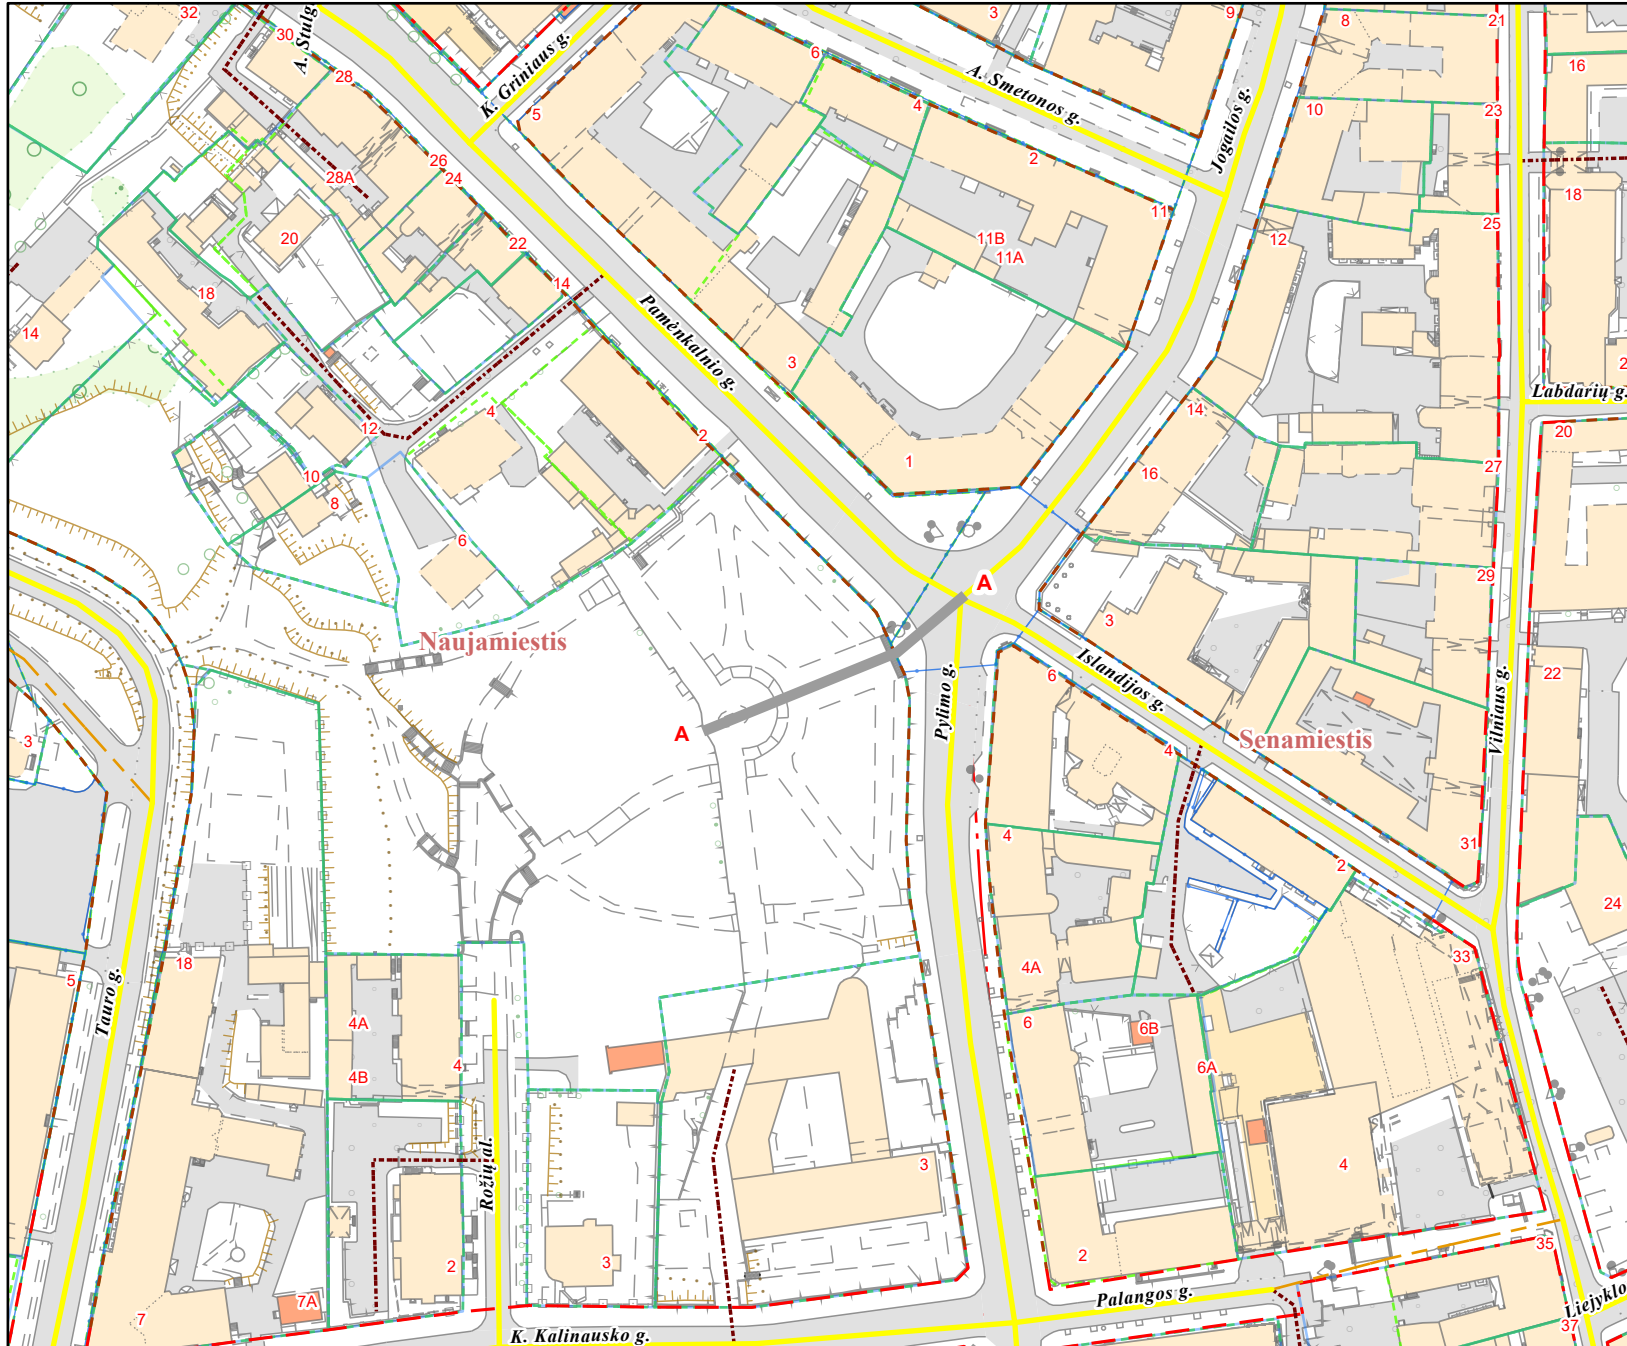 32
3
9
8
21
30
A. Stulg
K. Griniaus g.
6
A. Smetonos g.
16
28
5
4
Jogailos g.
10
23
26
2
28A
24
18
11
25
20
22
11B
12
11A
14
18
Pamėnkalnio g.
14
3
2
Labdarių g.
4
14
12
2
20
1
16
27
10
8
6
29
A
3
Naujamiestis
Islandijos g.
22
6
Pylimo g.
Vilniaus g.
A
Senamiestis
3
4
4
31
2
24
33
18
4A
5
Tauro g.
4A
6
6B
4
6A
4B
Rožių al.
3
4
3
2
2
35
7A
7
Palangos g.
Liejyklo
K. Kalinausko g.
37